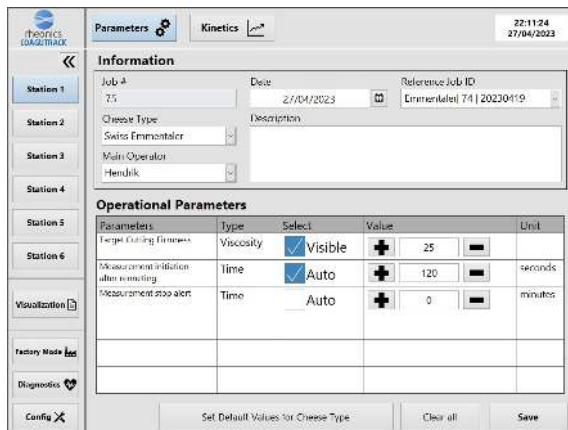 rheonics
COAGUTRACK
Parameters
Kinetics
22:11:24
27/04/2023
Information
Station 1
Station 2
Station 3
Station 4
Station 5
Station 6
Visualization
Factory Mode
Diagnostics
Config
Job #
75
Date
27/04/2023
Reference Job ID
Emmentaler| 74 | 20230419
Cheese Type
Swiss Emmentaler
Description
Main Operator
Hendrik
Operational Parameters
Parameters Type Select Value Unit
Target Cutting Firmness Viscosity Visible 25
Measurement initiation
after renneting Time Auto 120 seconds
Measurement stop alert Time Auto 0 minutes
Set Default Values for Cheese Type
Clear all
Save